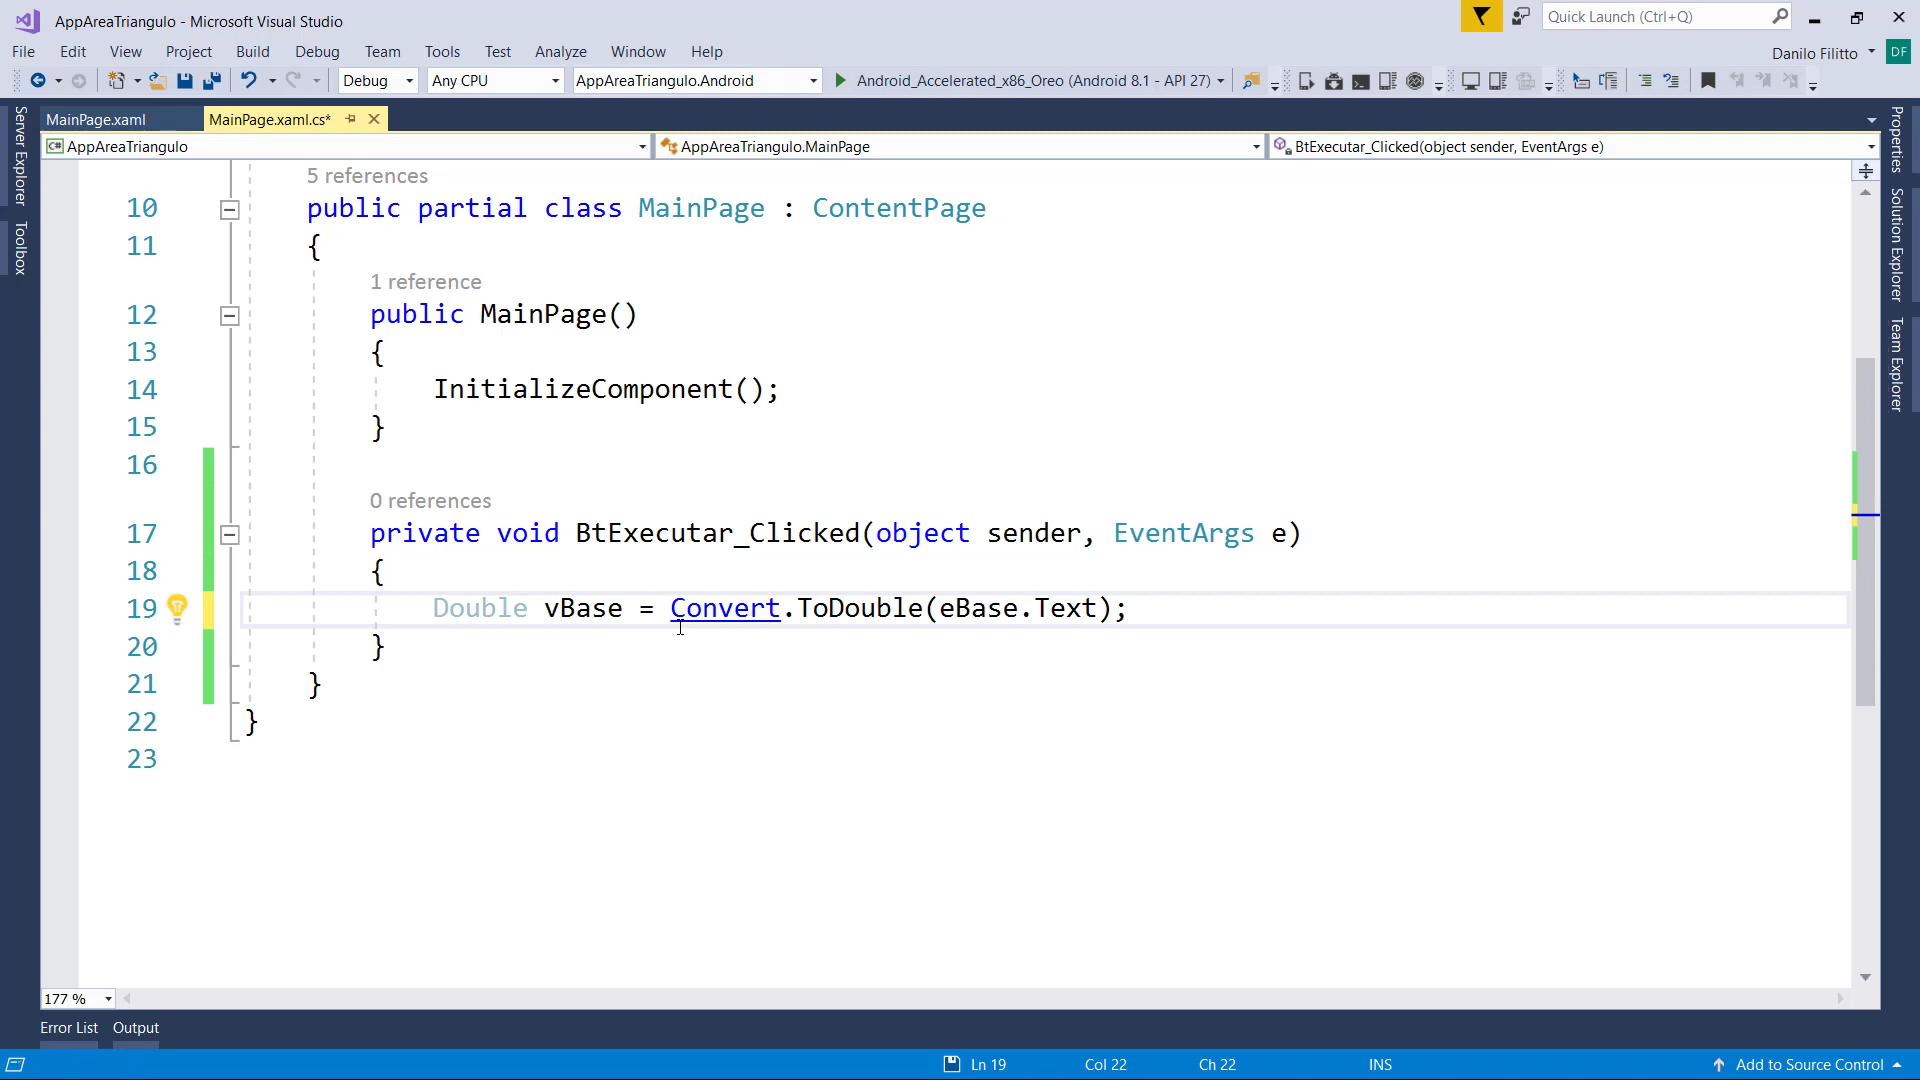 AppAreaTriangulo - Microsoft Visual Studio
Quick Launch (Ctrl+Q)
File Edit View Project Build Debug Team Tools Test Analyze Window Help
Danilo Filitto DF
Debug Any CPU AppAreaTriangulo.Android Android_Accelerated_x86_Oreo (Android 8.1 - API 27)
MainPage.xaml MainPage.xaml.cs*
C# AppAreaTriangulo AppAreaTriangulo.MainPage BtExecutar_Clicked(object sender, EventArgs e)
Server Explorer
Toolbox
Properties
Solution Explorer
Team Explorer
5 references
10 public partial class MainPage : ContentPage
11 {
1 reference
12 public MainPage()
13 {
14 InitializeComponent();
15 }
16
0 references
17 private void BtExecutar_Clicked(object sender, EventArgs e)
18 {
19 Double vBase = Convert.ToDouble(eBase.Text);
20 }
21 }
22 }
23
177 %
Error List Output
Ln 19 Col 22 Ch 22 INS Add to Source Control